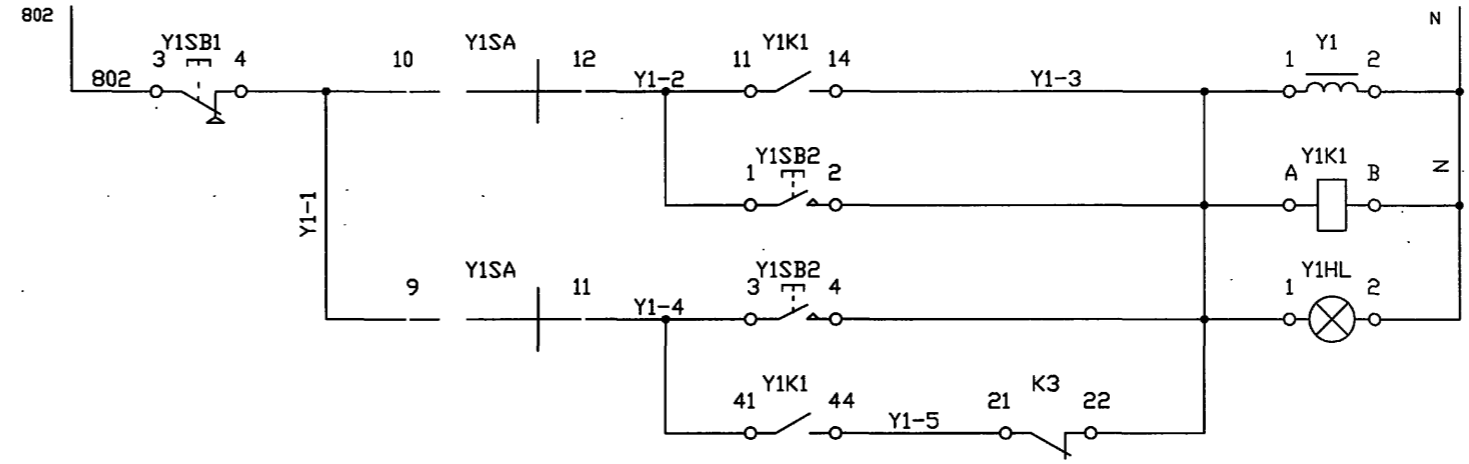 802 N
Y1SB1 Y1SA Y1K1 Y1
3 4 10 12 11 14 1 2
802 Y1-2 Y1-3
Y1SB2 Y1K1 N
1 2 A B
Y1-1
Y1SA Y1SB2 Y1HL
9 11 3 4 1 2
Y1-4
Y1K1 K3
41 44 21 22
Y1-5